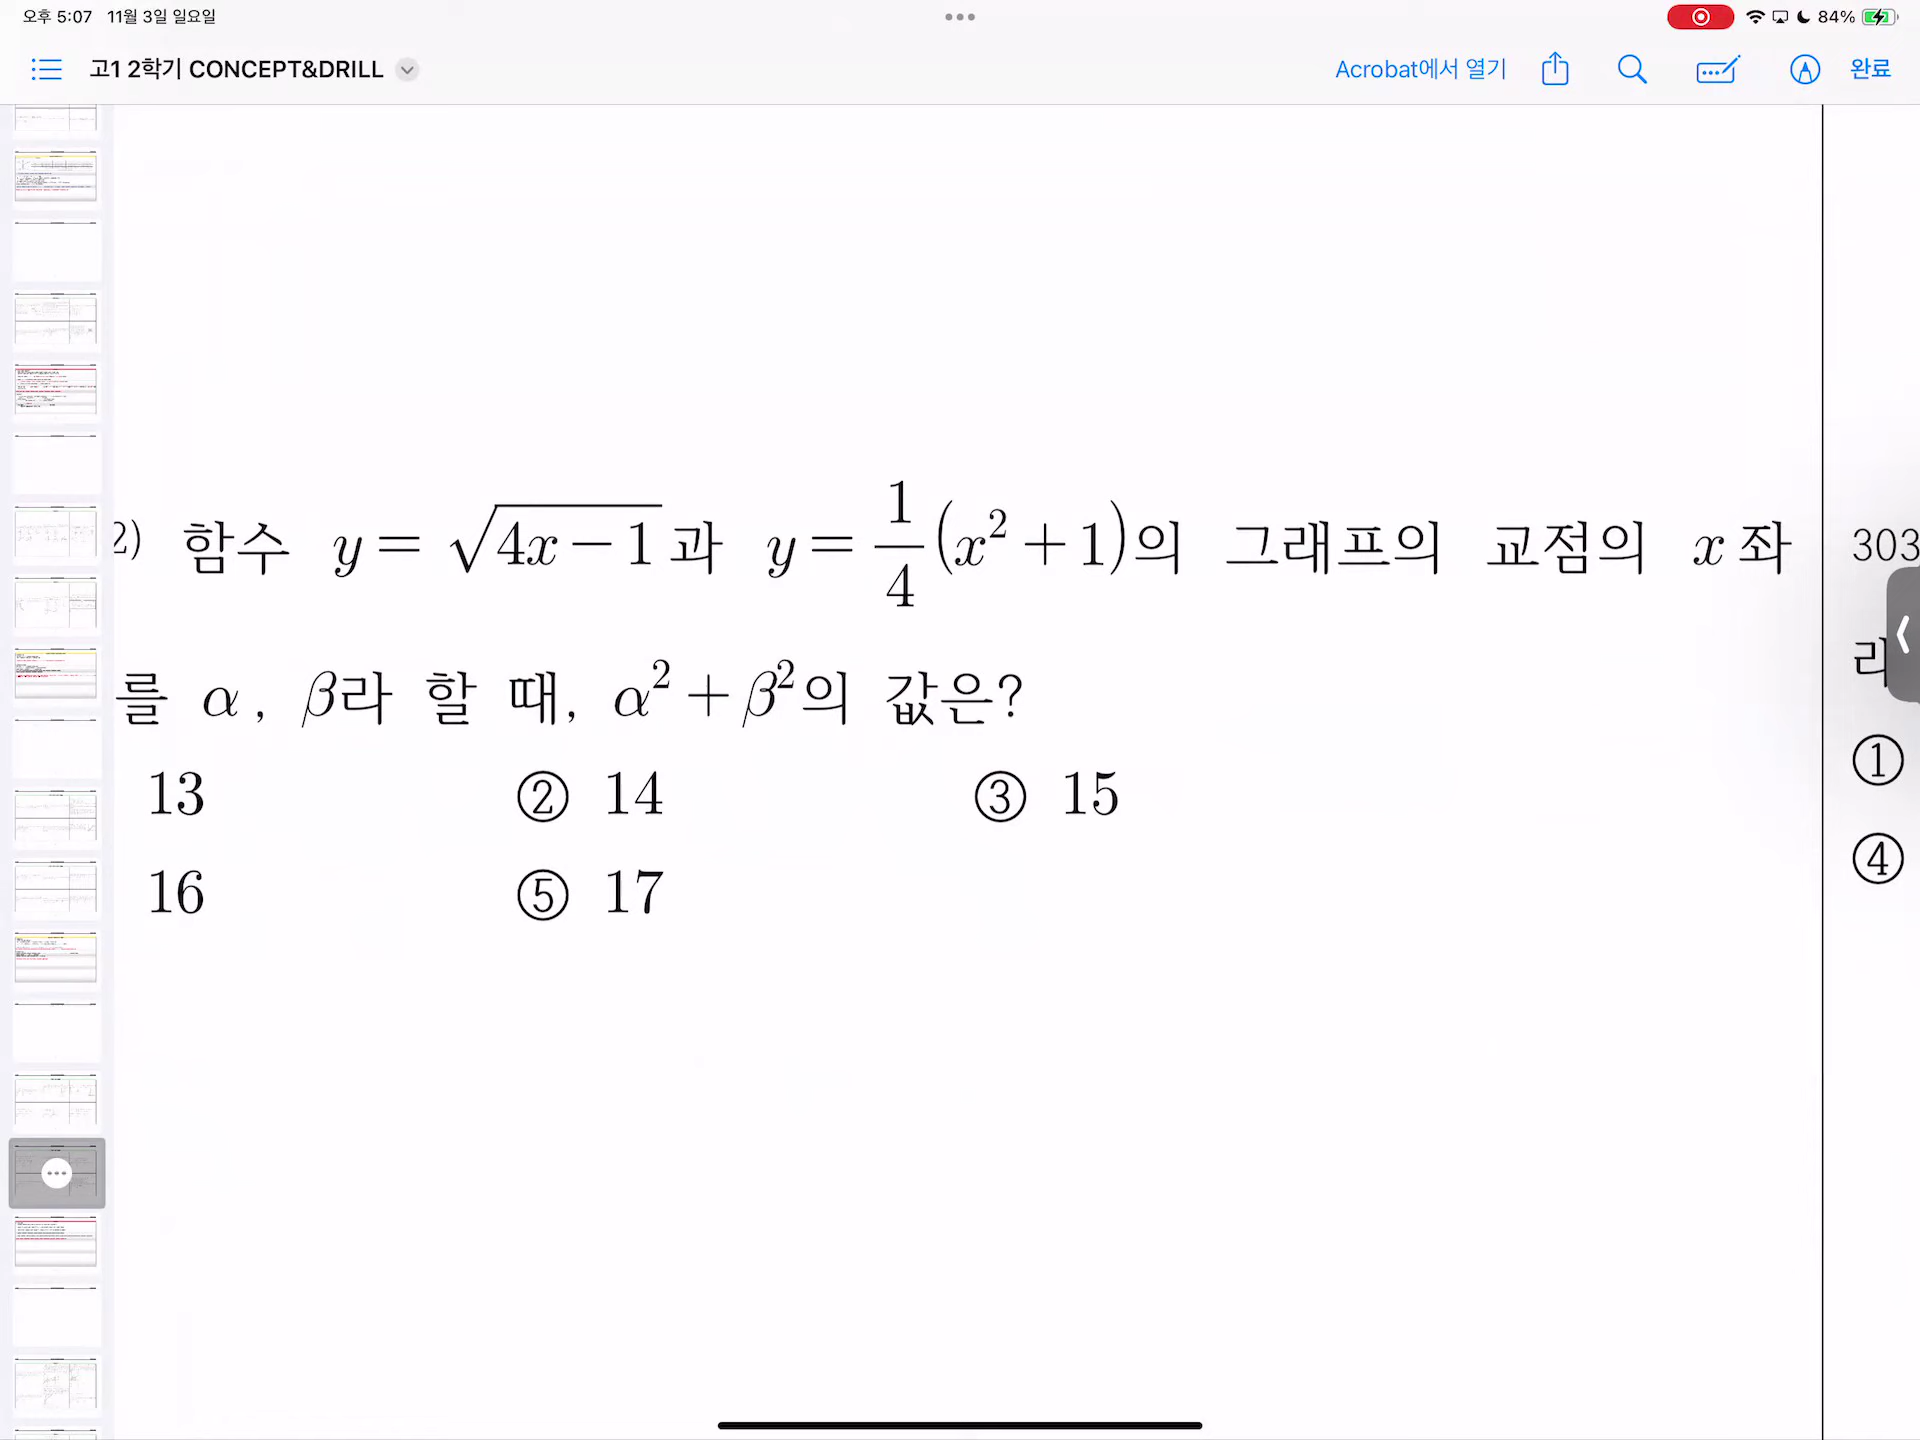 오후 5:07 11월 3일 일요일
84%
고1 2학기 CONCEPT&DRILL
Acrobat에서 열기
완료
2) 함수 y = √(4x − 1) 과 y = 1/4 (x² + 1)의 그래프의 교점의 x좌
를 α, β라 할 때, α² + β²의 값은?
13 ② 14 ③ 15
16 ⑤ 17
303
①
④